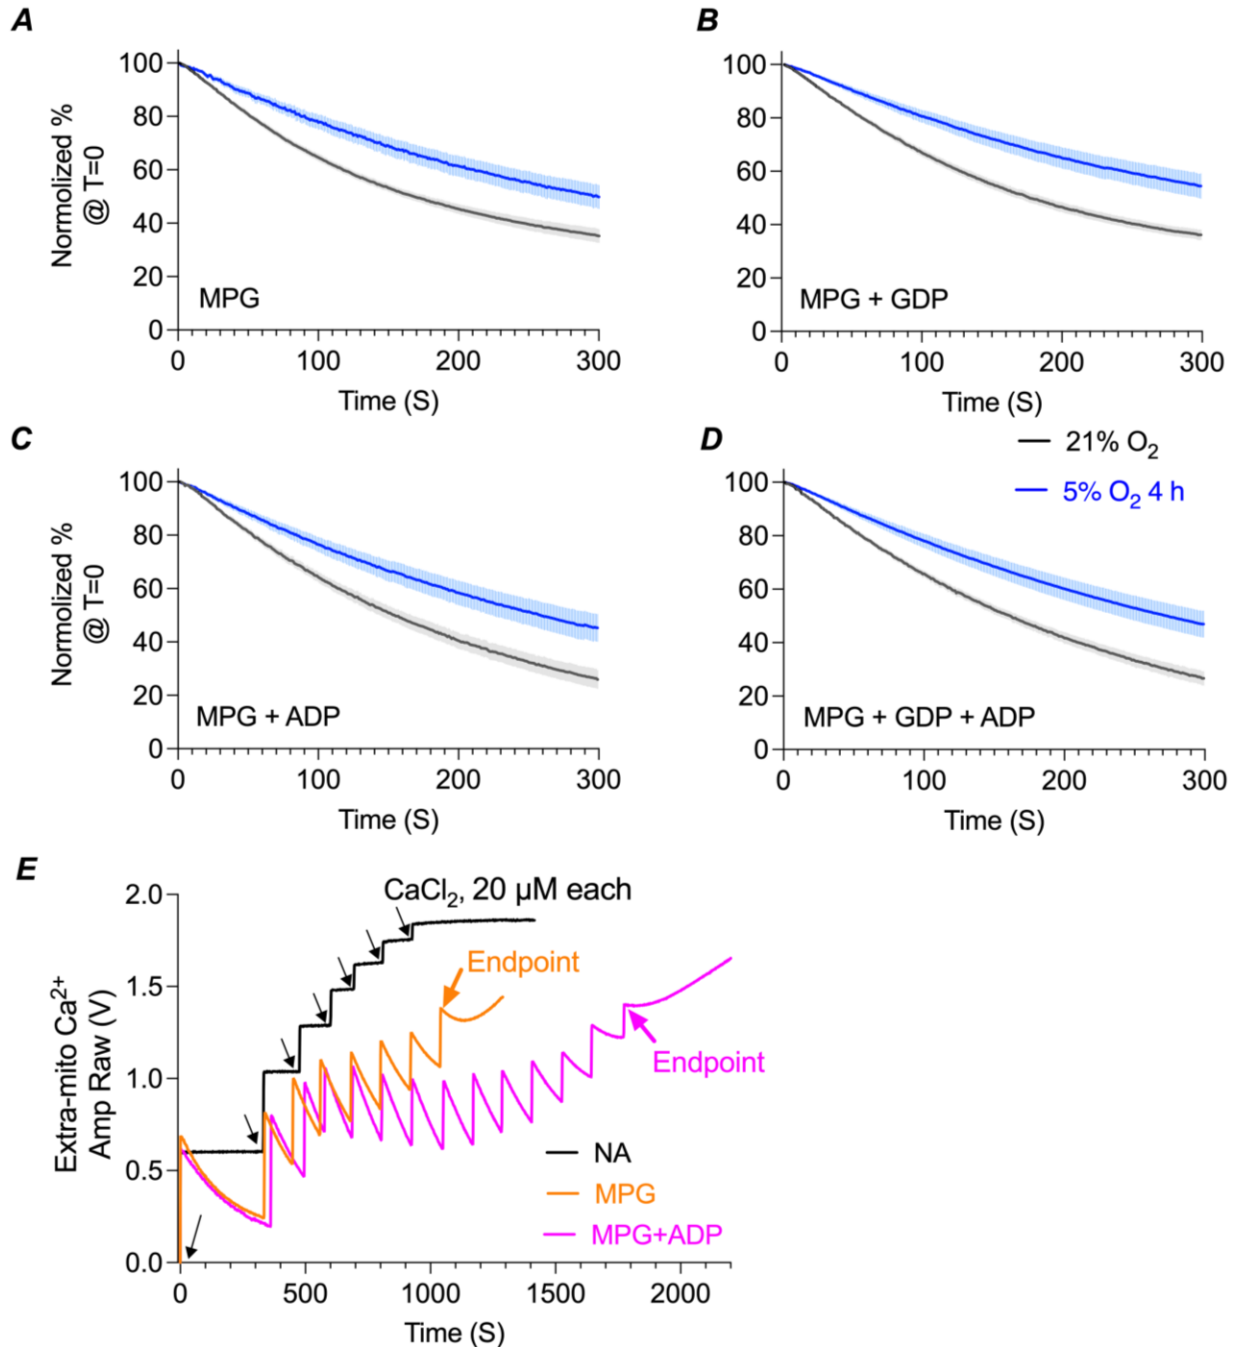 A
B
Normolized %
@ T=0
100
80
60
40
20
0
MPG
0
100
200
300
Time (S)
100
80
60
40
20
0
MPG + GDP
0
100
200
300
Time (S)
C
D
21% O₂
5% O₂ 4 h
Normolized %
@ T=0
100
80
60
40
20
0
MPG + ADP
0
100
200
300
Time (S)
100
80
60
40
20
0
MPG + GDP + ADP
0
100
200
300
Time (S)
E
Extra-mito Ca²⁺
Amp Raw (V)
2.0
1.5
1.0
0.5
0.0
CaCl₂, 20 µM each
Endpoint
Endpoint
NA
MPG
MPG+ADP
0
500
1000
1500
2000
Time (S)